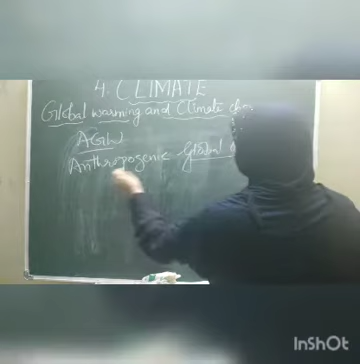 4. CLIMATE
Global warming and Climate
AGW
Anthropogenic Global
InShOt